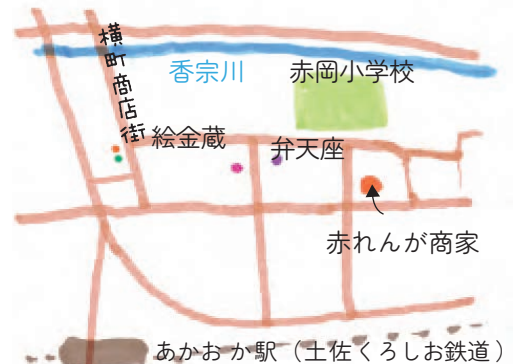 横町商店街
香宗川
赤岡小学校
絵金蔵
弁天座
赤れんが商家
あかおか駅（土佐くろしお鉄道）